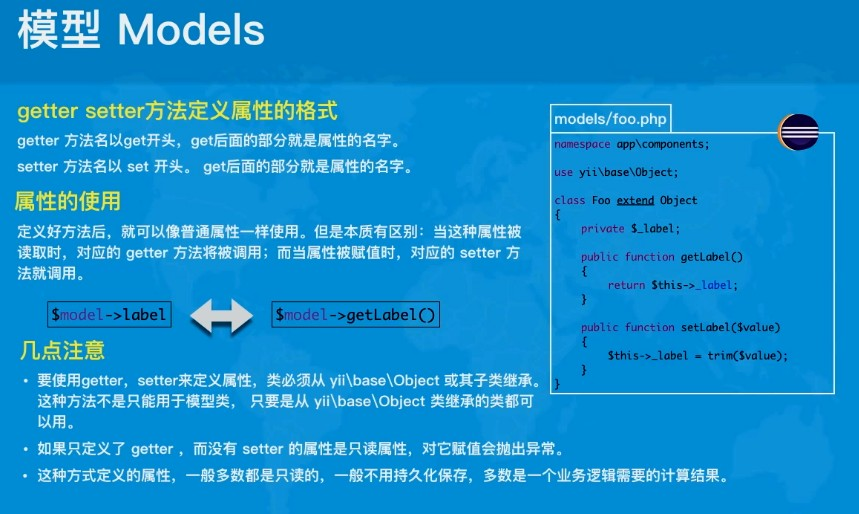 模型 Models
getter setter方法定义属性的格式
getter 方法名以get开头，get后面的部分就是属性的名字。
setter 方法名以 set 开头。 get后面的部分就是属性的名字。
属性的使用
定义好方法后，就可以像普通属性一样使用。但是本质有区别：当这种属性被
读取时，对应的 getter 方法将被调用；而当属性被赋值时，对应的 setter 方
法就调用。
$model->label
$model->getLabel()
几点注意
• 要使用getter，setter来定义属性，类必须从 yii\base\Object 或其子类继承。
这种方法不是只能用于模型类， 只要是从 yii\base\Object 类继承的类都可
以用。
• 如果只定义了 getter ，而没有 setter 的属性是只读属性，对它赋值会抛出异常。
• 这种方式定义的属性，一般多数都是只读的，一般不用持久化保存，多数是一个业务逻辑需要的计算结果。
models/foo.php
namespace app\components;
use yii\base\Object;
class Foo extend Object
{
private $_label;
public function getLabel()
{
return $this->_label;
}
public function setLabel($value)
{
$this->_label = trim($value);
}
}